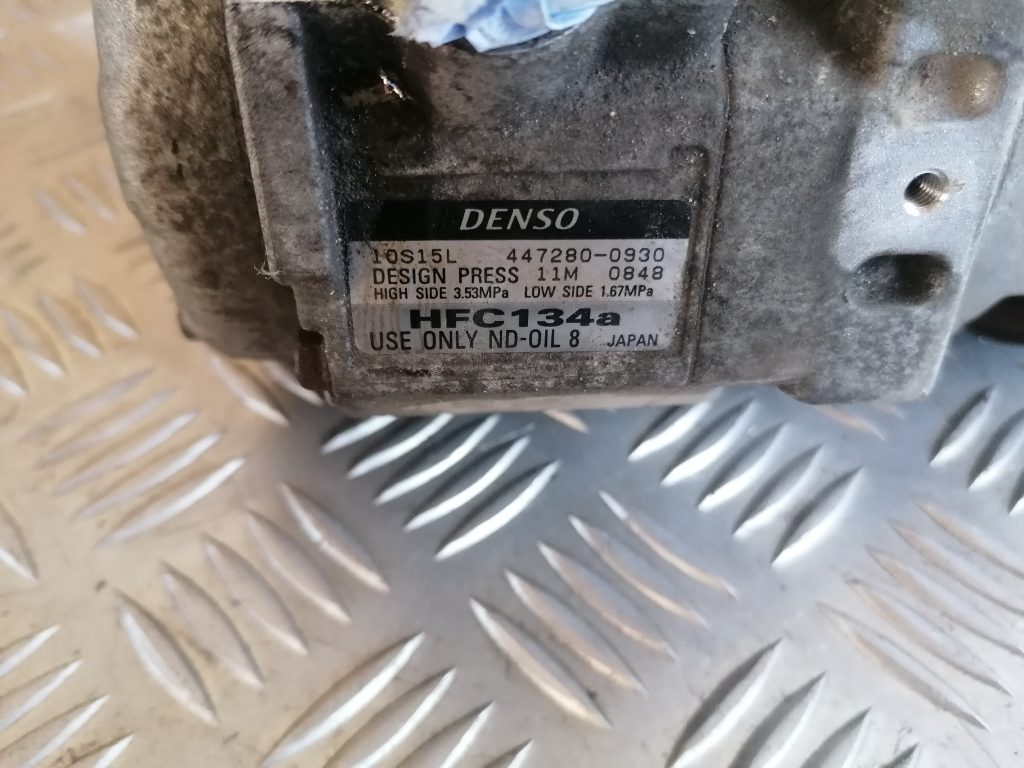 DENSO
10S15L 447280-0930
DESIGN PRESS 11M 0848
HIGH SIDE 3.53MPa LOW SIDE 1.67MPa
HFC134a
USE ONLY ND-OIL 8 JAPAN